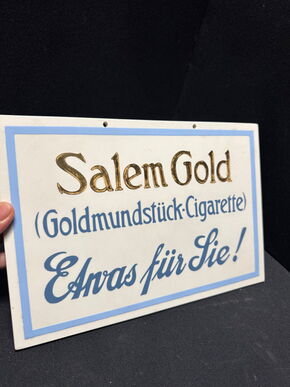 Salem Gold
(Goldmundstück-Cigarette)
Etwas für Sie!